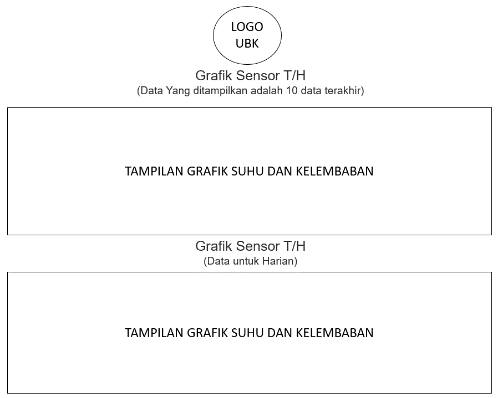 LOGO
UBK
Grafik Sensor T/H
(Data Yang ditampilkan adalah 10 data terakhir)
TAMPILAN GRAFIK SUHU DAN KELEMBABAN
Grafik Sensor T/H
(Data untuk Harian)
TAMPILAN GRAFIK SUHU DAN KELEMBABAN